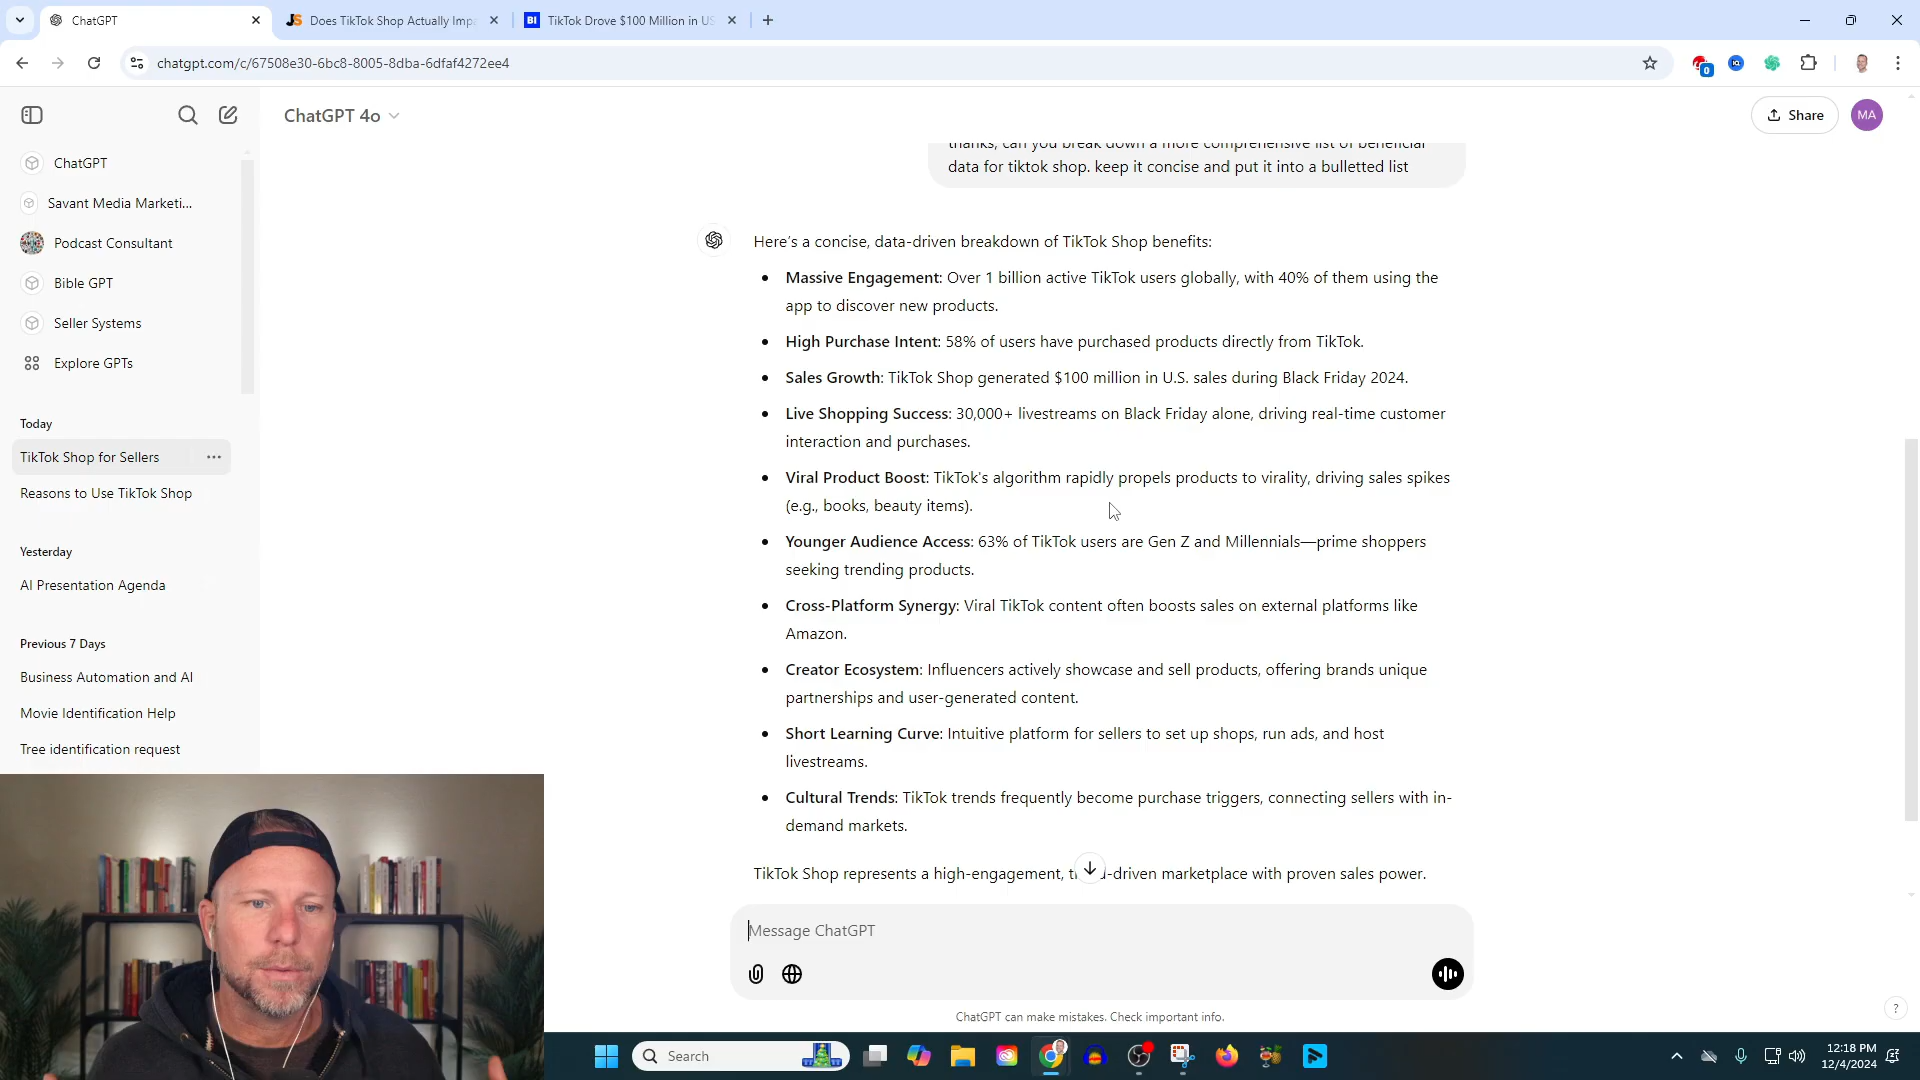 ChatGPT
Does TikTok Shop Actually Impa
BI
TikTok Drove $100 Million in US
chatgpt.com/c/67508e30-6bc8-8005-8dba-6dfaf4272ee4
0
ChatGPT 4o
Share
MA
ChatGPT
Savant Media Marketi...
Podcast Consultant
Bible GPT
Seller Systems
Explore GPTs
Today
TikTok Shop for Sellers
Reasons to Use TikTok Shop
Yesterday
AI Presentation Agenda
Previous 7 Days
Business Automation and AI
Movie Identification Help
Tree identification request
thanks, can you break down a more comprehensive list of beneficial
data for tiktok shop. keep it concise and put it into a bulletted list
Here's a concise, data-driven breakdown of TikTok Shop benefits:
• Massive Engagement: Over 1 billion active TikTok users globally, with 40% of them using the
app to discover new products.
• High Purchase Intent: 58% of users have purchased products directly from TikTok.
• Sales Growth: TikTok Shop generated $100 million in U.S. sales during Black Friday 2024.
• Live Shopping Success: 30,000+ livestreams on Black Friday alone, driving real-time customer
interaction and purchases.
• Viral Product Boost: TikTok's algorithm rapidly propels products to virality, driving sales spikes
(e.g., books, beauty items).
• Younger Audience Access: 63% of TikTok users are Gen Z and Millennials—prime shoppers
seeking trending products.
• Cross-Platform Synergy: Viral TikTok content often boosts sales on external platforms like
Amazon.
• Creator Ecosystem: Influencers actively showcase and sell products, offering brands unique
partnerships and user-generated content.
• Short Learning Curve: Intuitive platform for sellers to set up shops, run ads, and host
livestreams.
• Cultural Trends: TikTok trends frequently become purchase triggers, connecting sellers with in-
demand markets.
TikTok Shop represents a high-engagement, t -driven marketplace with proven sales power.
Message ChatGPT
ChatGPT can make mistakes. Check important info.
?
Search
12:18 PM
12/4/2024